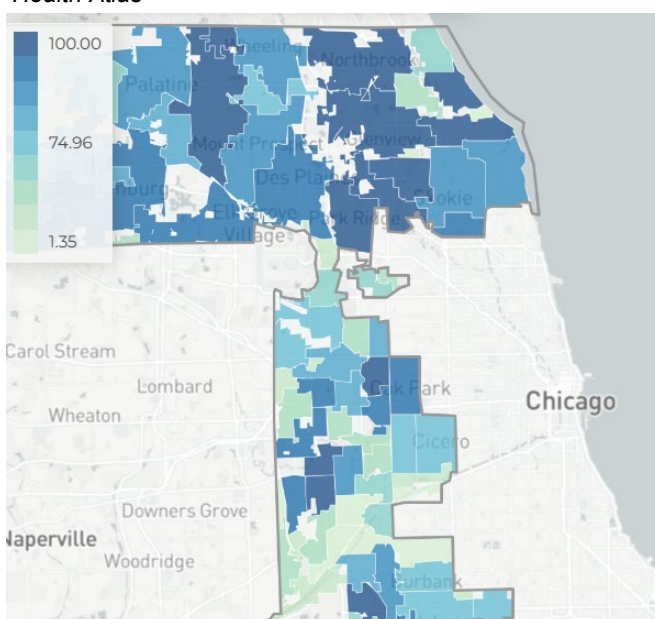 Health Atlas
100.00
74.96
1.35
Wheeling
Northbrook
Palatine
Mount Prospect
Glenview
Des Plaines
Skokie
Elk Grove
Village
Park Ridge
Carol Stream
Lombard
Oak Park
Chicago
Wheaton
Cicero
Downers Grove
Naperville
Woodridge
Burbank